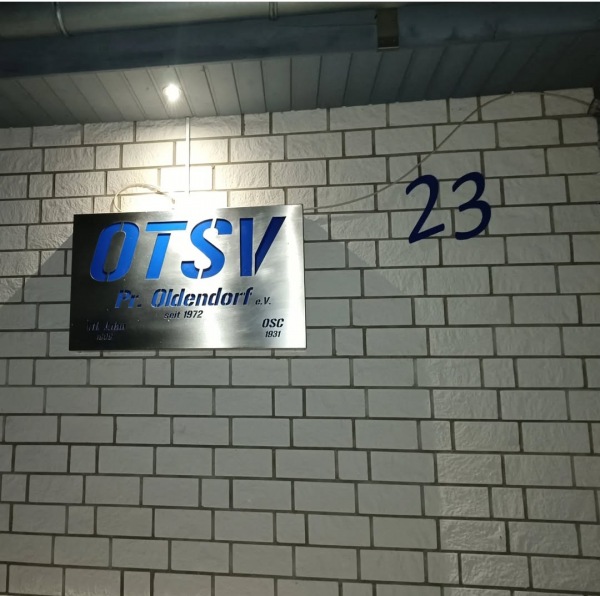 OTSV
Pr. Oldendorf e.V.
seit 1972
OSC
1931
23